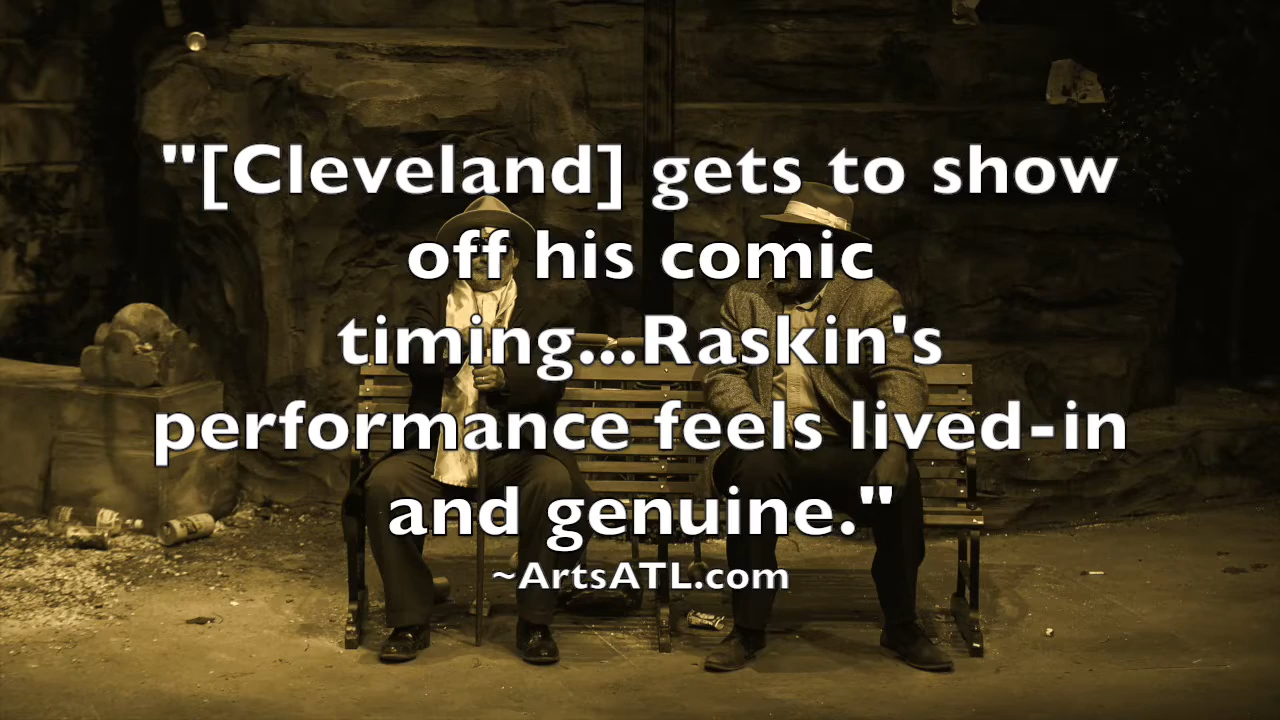 "[Cleveland] gets to show
off his comic
timing...Raskin's
performance feels lived-in
and genuine."
~ArtsATL.com